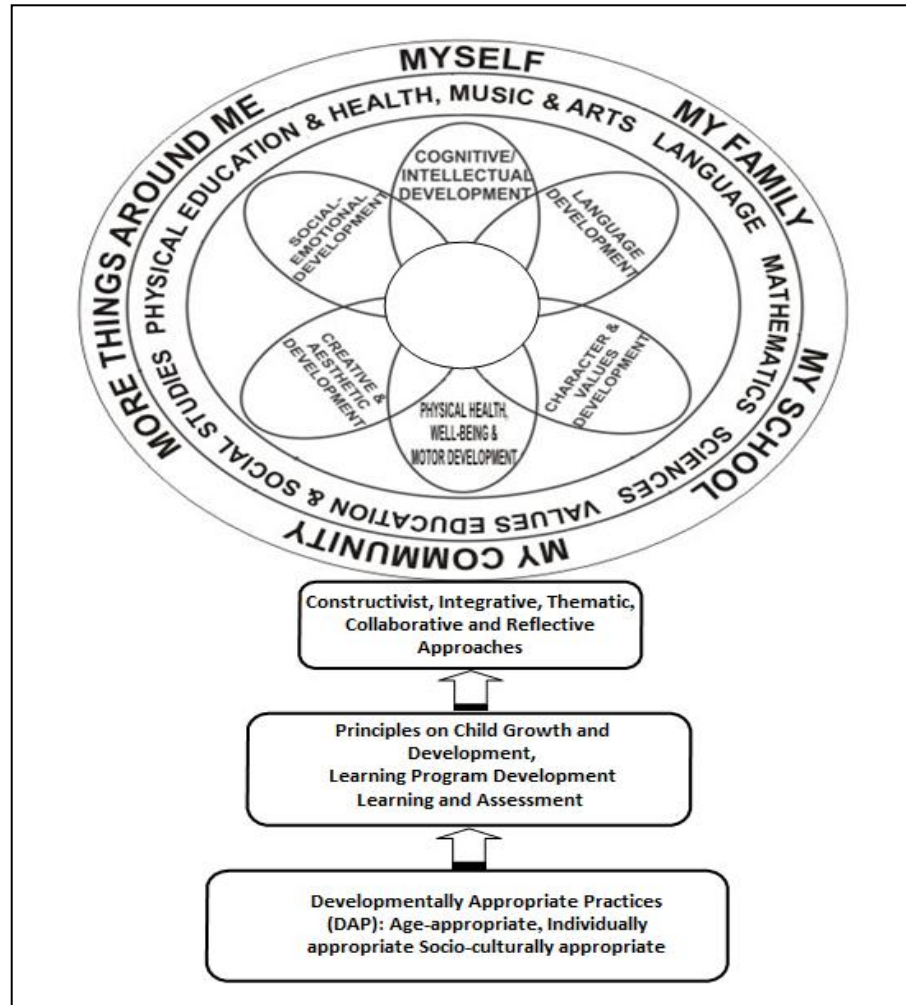 MYSELF
MY FAMILY
MY SCHOOL
MY COMMUNITY
MORE THINGS AROUND ME
PHYSICAL EDUCATION & HEALTH, MUSIC & ARTS
LANGUAGE
MATHEMATICS
SCIENCES
VALUES EDUCATION & SOCIAL STUDIES
COGNITIVE/
INTELLECTUAL
DEVELOPMENT
LANGUAGE
DEVELOPMENT
CHARACTER &
VALUES
DEVELOPMENT
PHYSICAL HEALTH,
WELL-BEING &
MOTOR DEVELOPMENT
CREATIVE &
AESTHETIC
DEVELOPMENT
SOCIAL-
EMOTIONAL
DEVELOPMENT
Constructivist, Integrative, Thematic,
Collaborative and Reflective
Approaches
Principles on Child Growth and
Development,
Learning Program Development
Learning and Assessment
Developmentally Appropriate Practices
(DAP): Age-appropriate, Individually
appropriate Socio-culturally appropriate